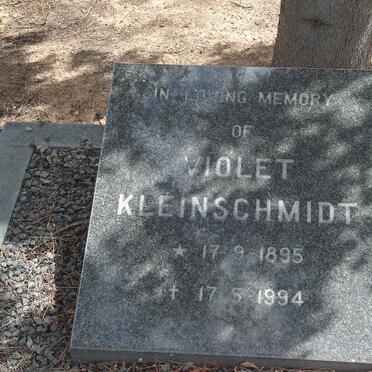 IN LOVING MEMORY
OF
VIOLET
KLEINSCHMIDT
* 17·9·1895
† 17·5·1994